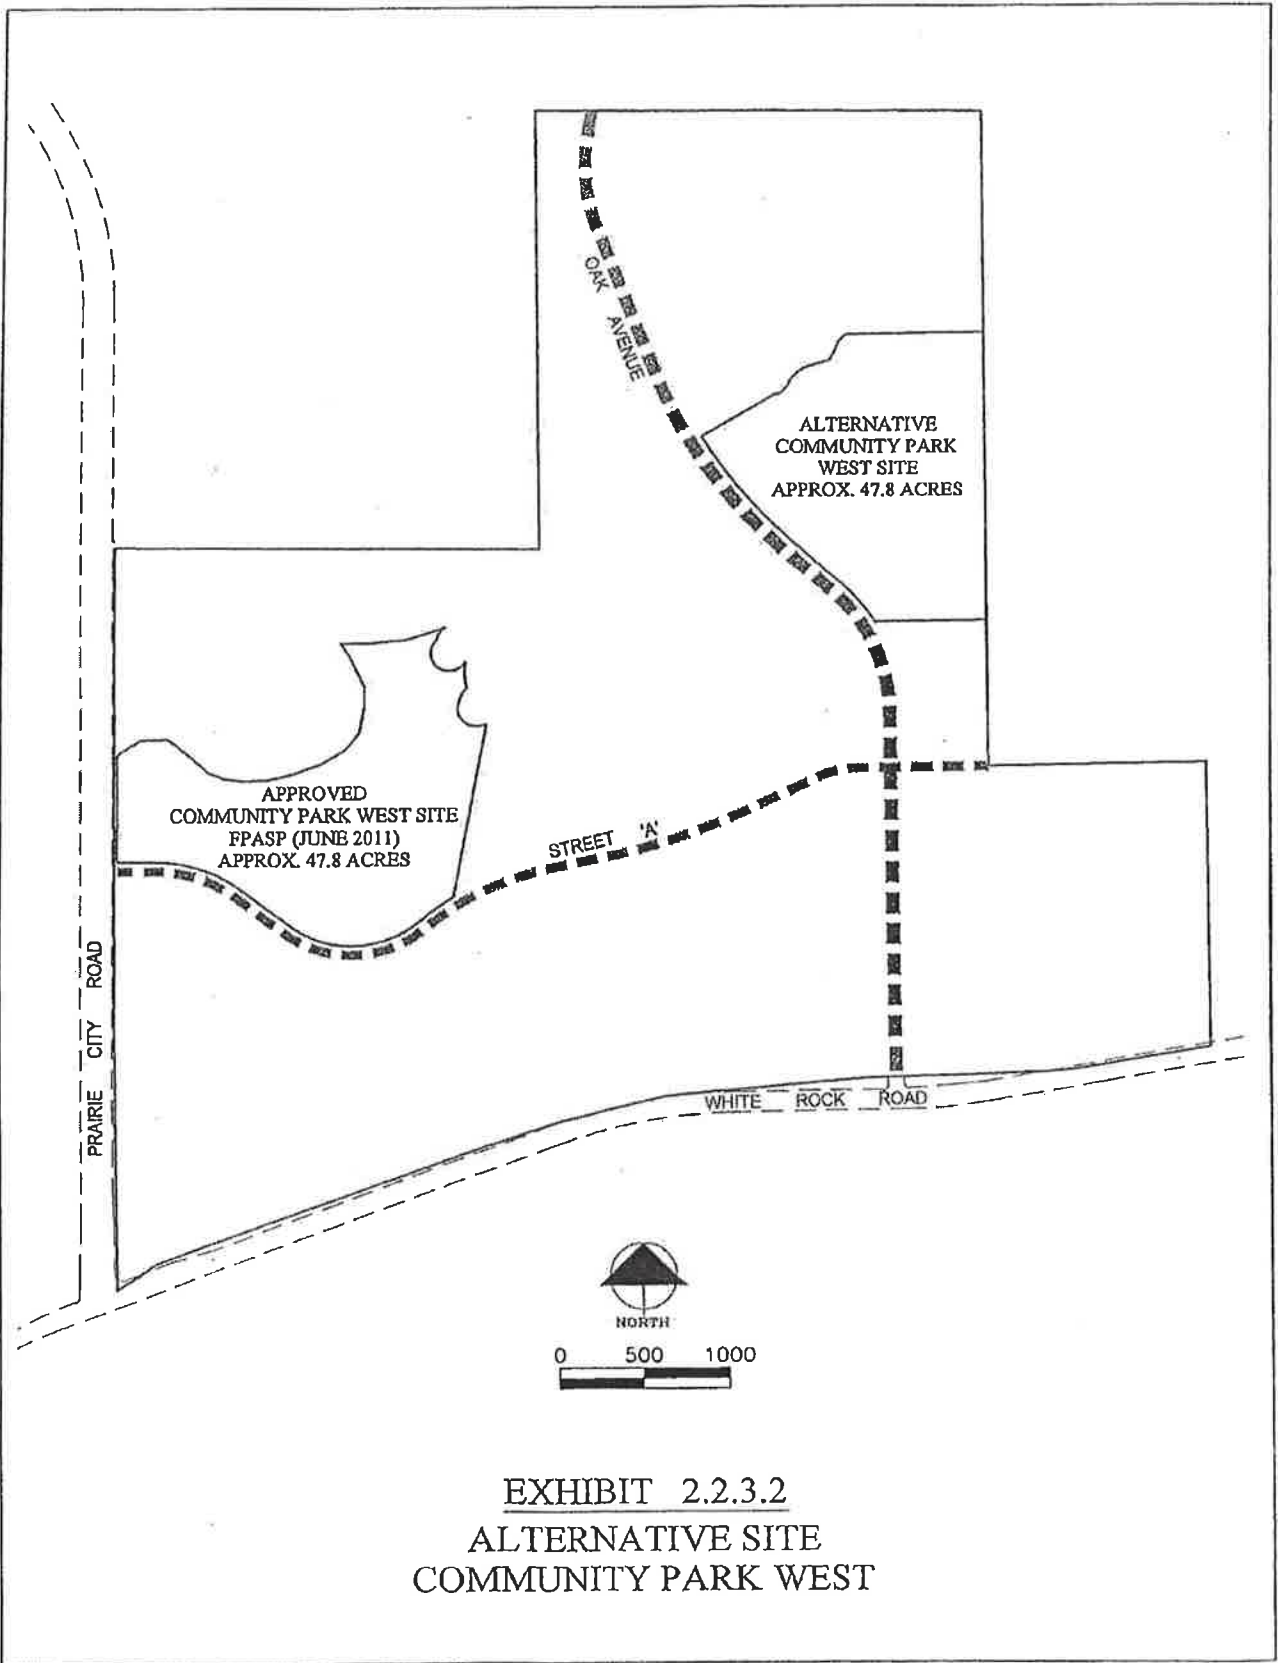 OAK AVENUE
ALTERNATIVE
COMMUNITY PARK
WEST SITE
APPROX. 47.8 ACRES
APPROVED
COMMUNITY PARK WEST SITE
FPASP (JUNE 2011)
APPROX. 47.8 ACRES
STREET 'A'
PRAIRIE CITY ROAD
WHITE ROCK ROAD
NORTH
0 500 1000
EXHIBIT 2.2.3.2
ALTERNATIVE SITE
COMMUNITY PARK WEST